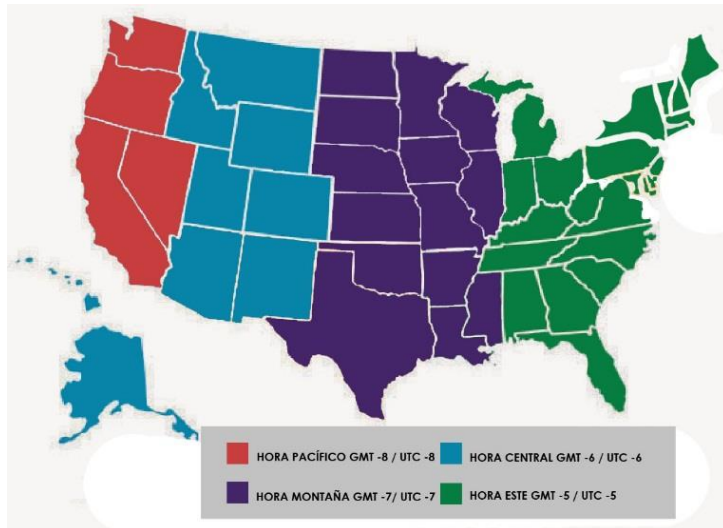 HORA PACÍFICO GMT -8 / UTC -8
HORA CENTRAL GMT -6 / UTC -6
HORA MONTAÑA GMT -7/ UTC -7
HORA ESTE GMT -5 / UTC -5